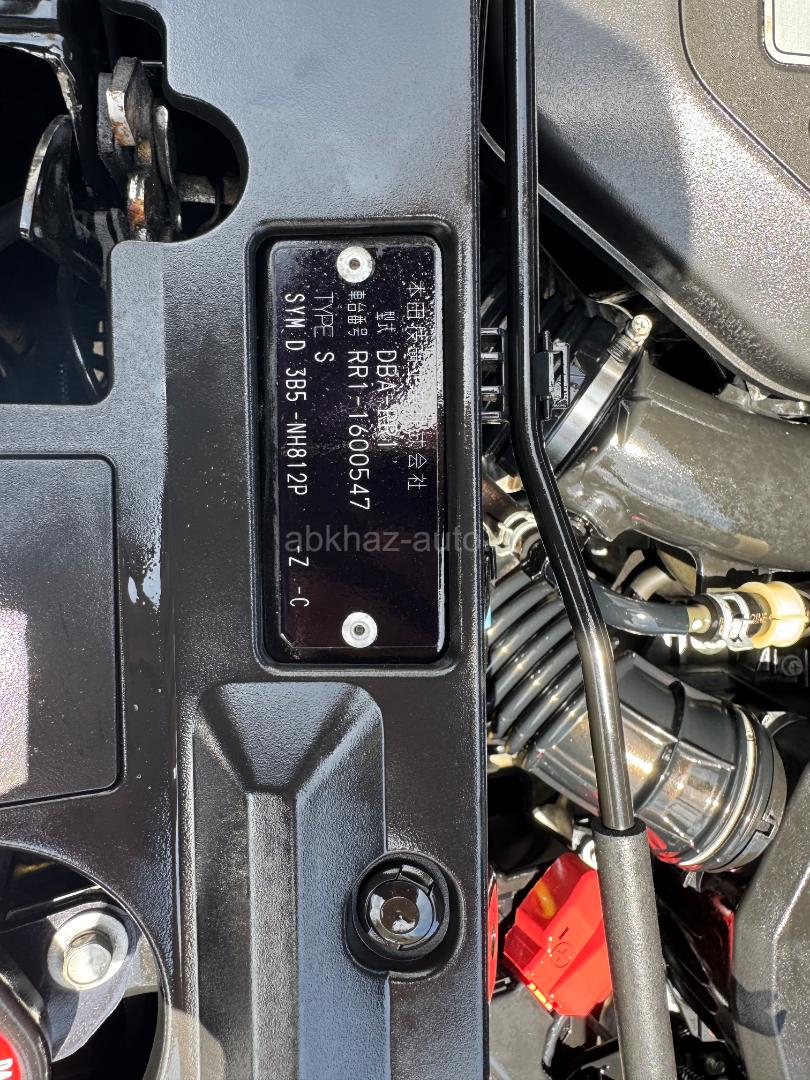 本田技研工業株式会社
型式 DBA-RB1
車台番号 RR1-1600547
TYPE S
SYM D 3B5 -NH812P -Z -C
abkhaz-auto